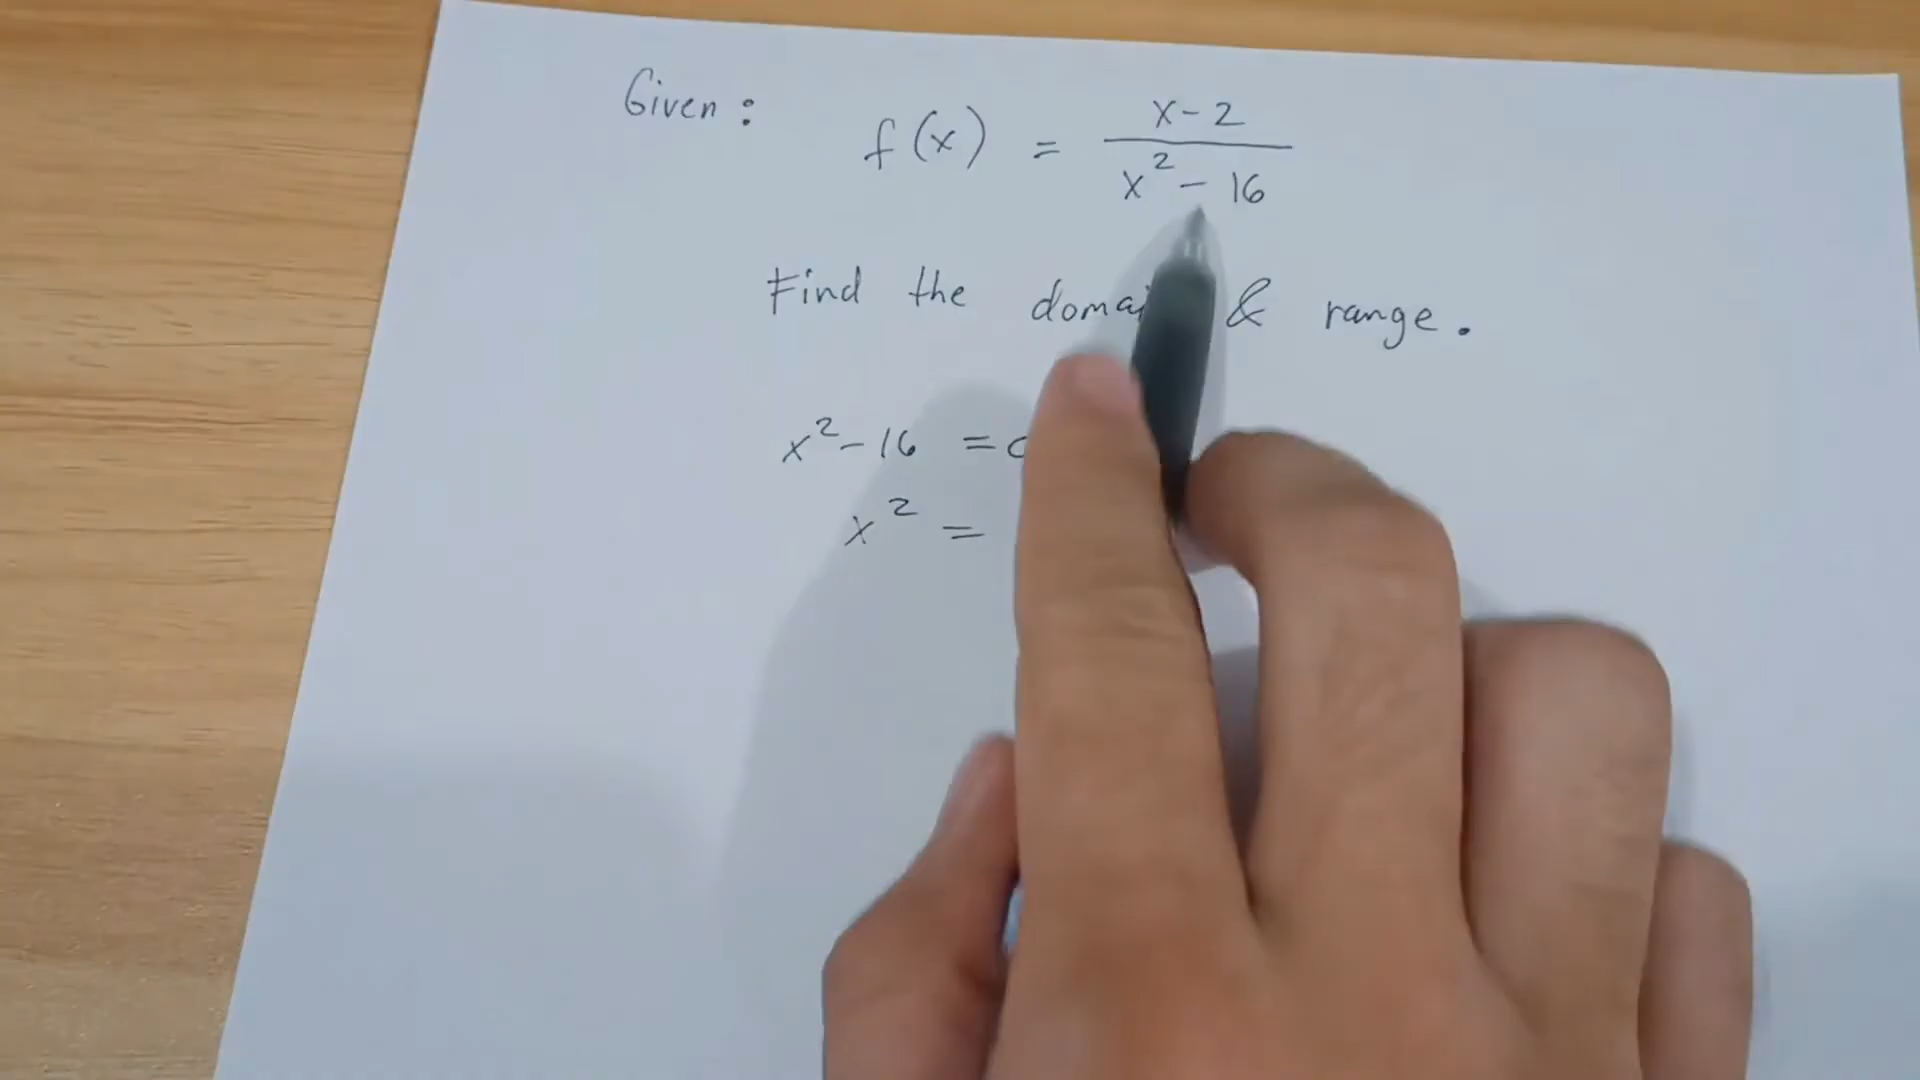 Given:
f(x) = x-2 / x² - 16
Find the & range.
x² - 16 =
x² =